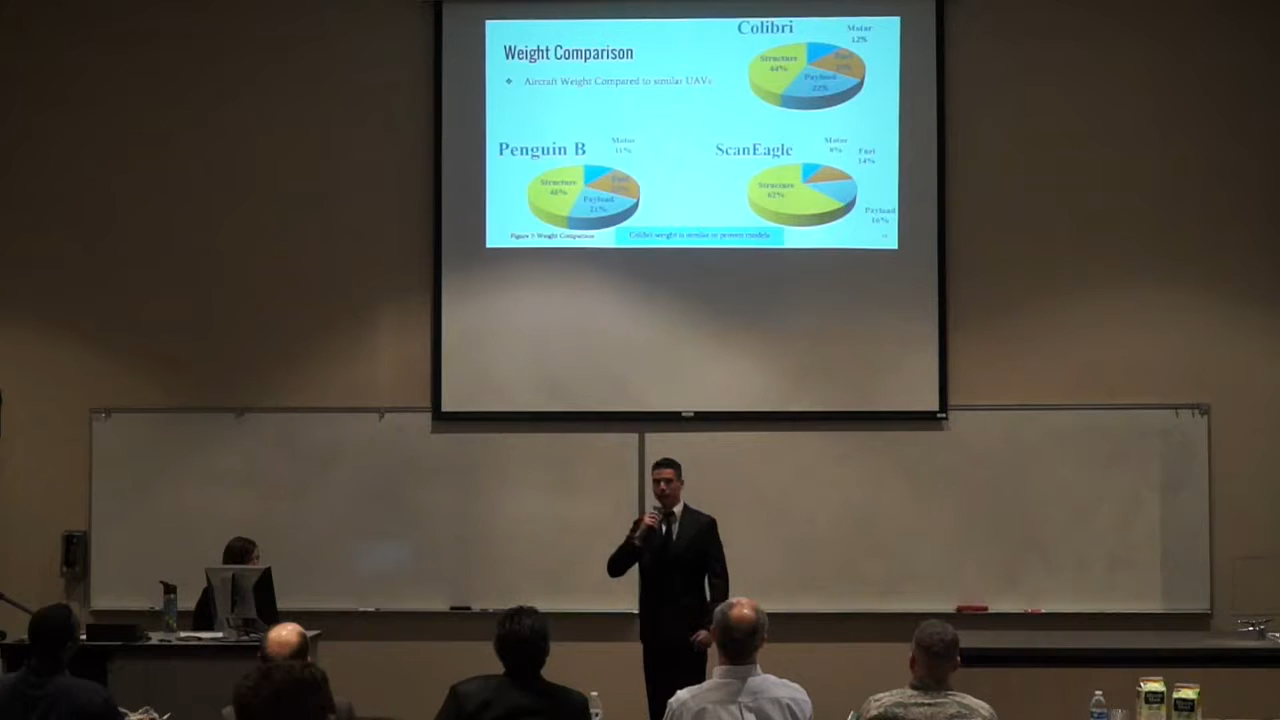 Weight Comparison
❖ Aircraft Weight Compared to similar UAVs
Colibri
Motor
12%
Structure
44%
Payload
22%
Penguin B
Motor
11%
Structure
Payload
21%
ScanEagle
Motor
8%
Fuel
14%
Structure
62%
Payload
16%
Figure 7: Weight Comparison
Colibri weight is similar to proven models